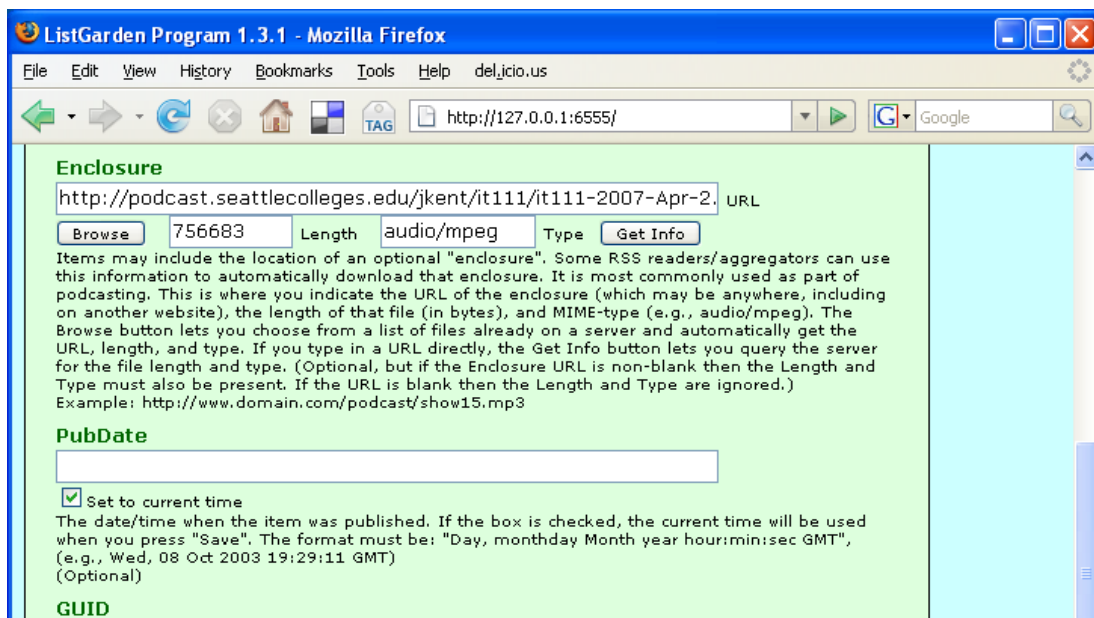 ListGarden Program 1.3.1 - Mozilla Firefox
File Edit View History Bookmarks Tools Help del.icio.us
TAG http://127.0.0.1:6555/ G Google
Enclosure
http://podcast.seattlecolleges.edu/jkent/it111/it111-2007-Apr-2. URL
Browse 756683 Length audio/mpeg Type Get Info
Items may include the location of an optional "enclosure". Some RSS readers/aggregators can use
this information to automatically download that enclosure. It is most commonly used as part of
podcasting. This is where you indicate the URL of the enclosure (which may be anywhere, including
on another website), the length of that file (in bytes), and MIME-type (e.g., audio/mpeg). The
Browse button lets you choose from a list of files already on a server and automatically get the
URL, length, and type. If you type in a URL directly, the Get Info button lets you query the server
for the file length and type. (Optional, but if the Enclosure URL is non-blank then the Length and
Type must also be present. If the URL is blank then the Length and Type are ignored.)
Example: http://www.domain.com/podcast/show15.mp3
PubDate
Set to current time
The date/time when the item was published. If the box is checked, the current time will be used
when you press "Save". The format must be: "Day, monthday Month year hour:min:sec GMT",
(e.g., Wed, 08 Oct 2003 19:29:11 GMT)
(Optional)
GUID